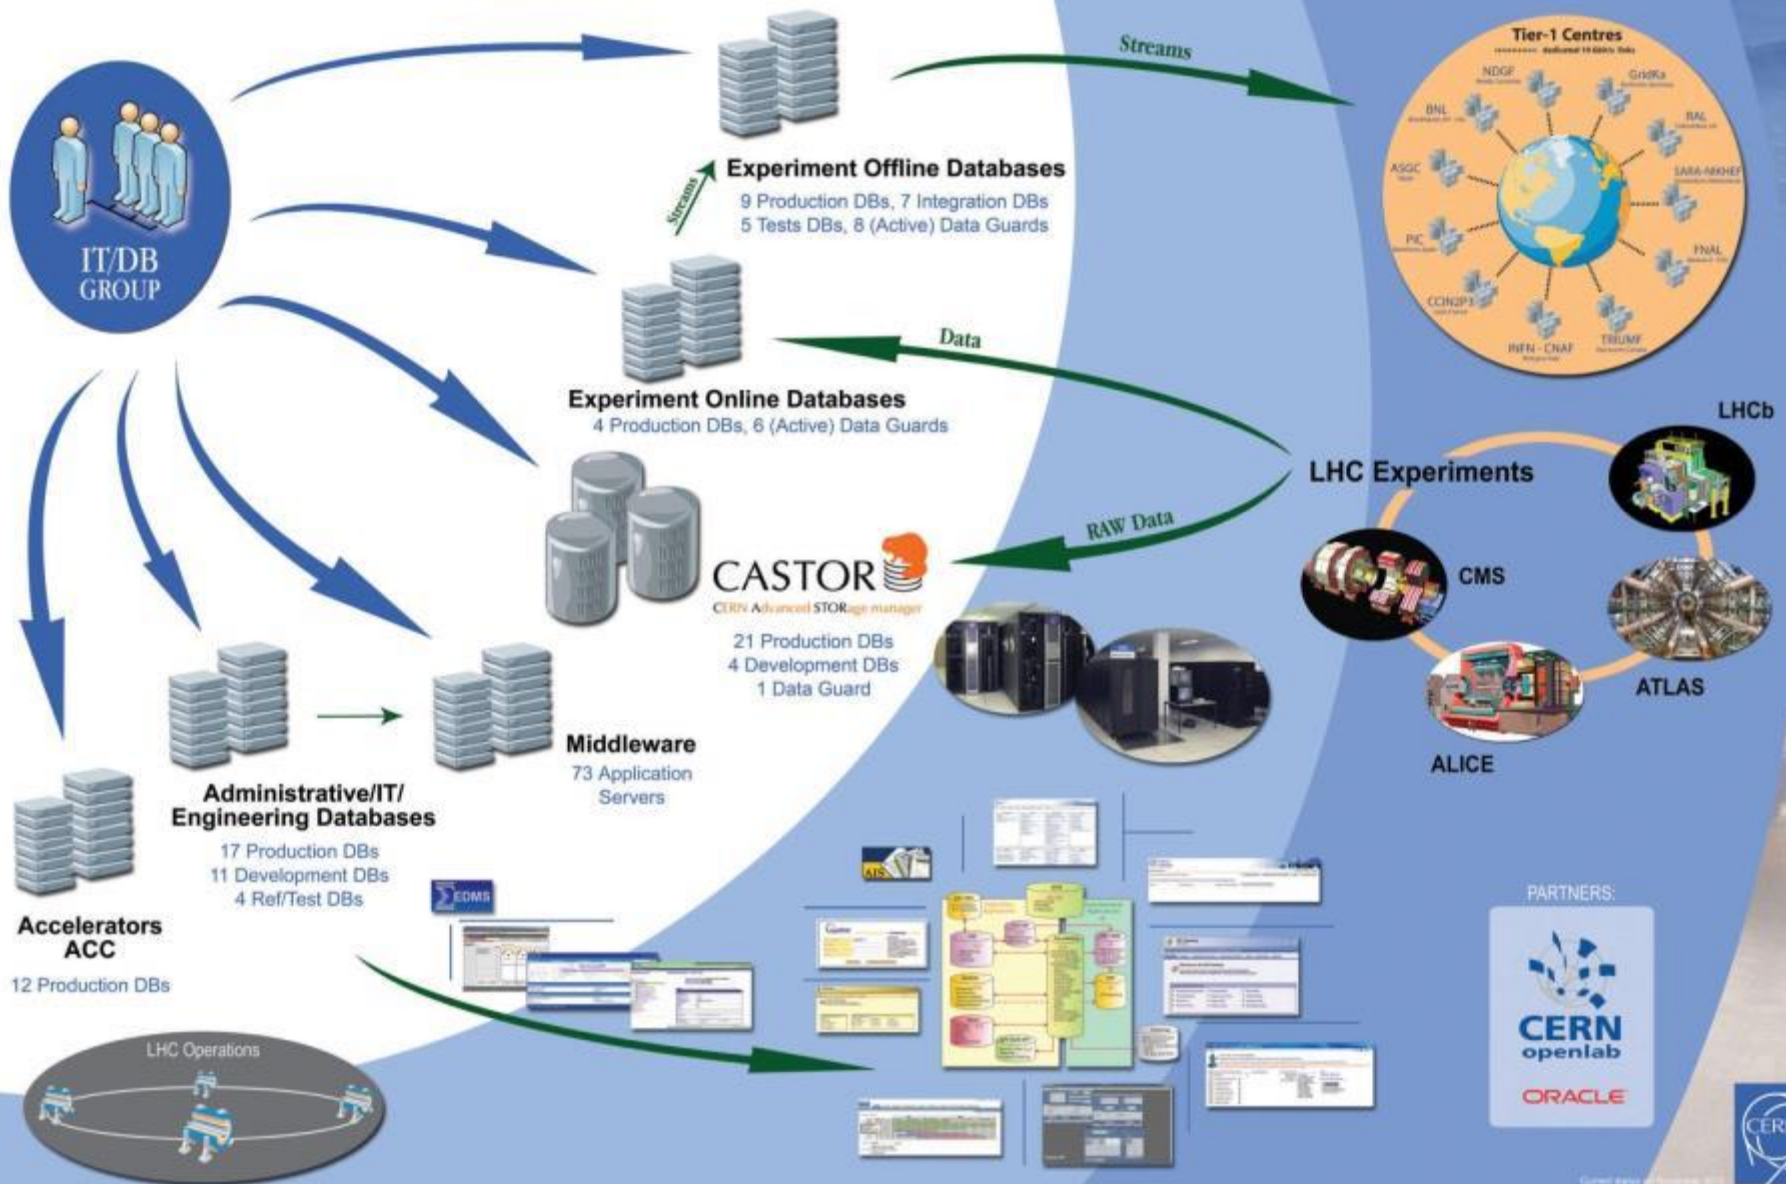 IT/DB
GROUP
Streams
Experiment Offline Databases
9 Production DBs, 7 Integration DBs
5 Tests DBs, 8 (Active) Data Guards
Streams
Data
Experiment Online Databases
4 Production DBs, 6 (Active) Data Guards
RAW Data
CASTOR
CERN Advanced STORage manager
21 Production DBs
4 Development DBs
1 Data Guard
Middleware
73 Application
Servers
Administrative/IT/
Engineering Databases
17 Production DBs
11 Development DBs
4 Ref/Test DBs
Accelerators
ACC
12 Production DBs
LHC Operations
EDMS
AIS
Tier-1 Centres
dedicated 10 Gbit/s links
NDGF
GridKa
BNL
RAL
ASGC
SARA-NIKHEF
PIC
FNAL
CCIN2P3
TRIUMF
INFN - CNAF
LHC Experiments
LHCb
CMS
ATLAS
ALICE
PARTNERS:
CERN
openlab
ORACLE